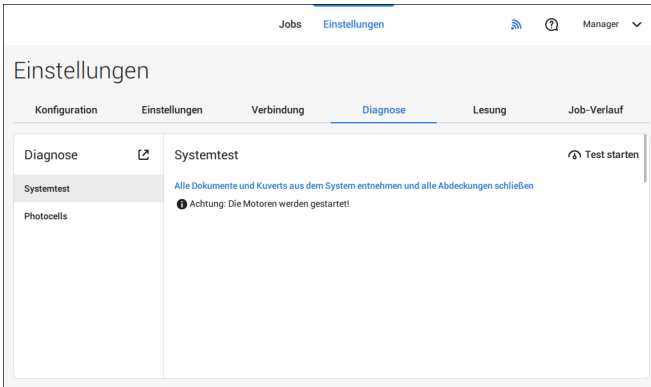 Jobs Einstellungen Manager
Einstellungen
Konfiguration Einstellungen Verbindung Diagnose Lesung Job-Verlauf
Diagnose Systemtest Test starten
Systemtest Alle Dokumente und Kuverts aus dem System entnehmen und alle Abdeckungen schließen
Achtung: Die Motoren werden gestartet!
Photocells